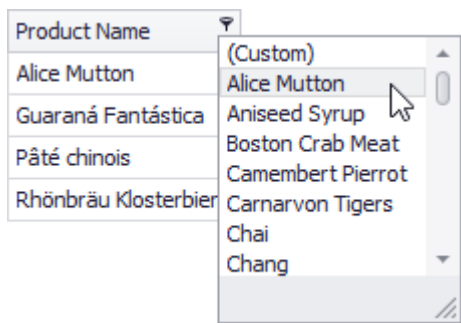 Product Name
Alice Mutton
Guaraná Fantástica
Pâté chinois
Rhönbräu Klosterbier
(Custom)
Alice Mutton
Aniseed Syrup
Boston Crab Meat
Camembert Pierrot
Carnarvon Tigers
Chai
Chang